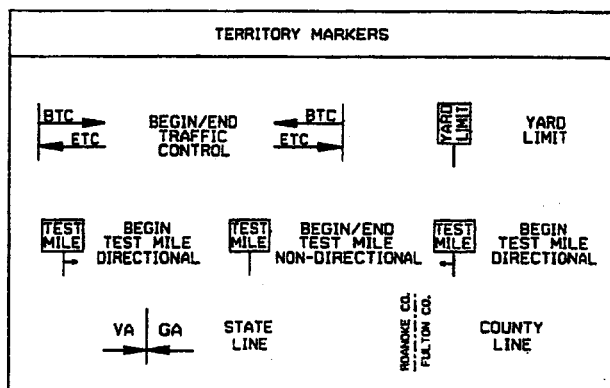 TERRITORY MARKERS
BTC
ETC
BEGIN/END
TRAFFIC
CONTROL
BTC
ETC
YARD
LIMIT
YARD
LIMIT
TEST
MILE
BEGIN
TEST MILE
DIRECTIONAL
TEST
MILE
BEGIN/END
TEST MILE
NON-DIRECTIONAL
TEST
MILE
BEGIN
TEST MILE
DIRECTIONAL
VA
GA
STATE
LINE
ROANOKE CO.
FULTON CO.
COUNTY
LINE